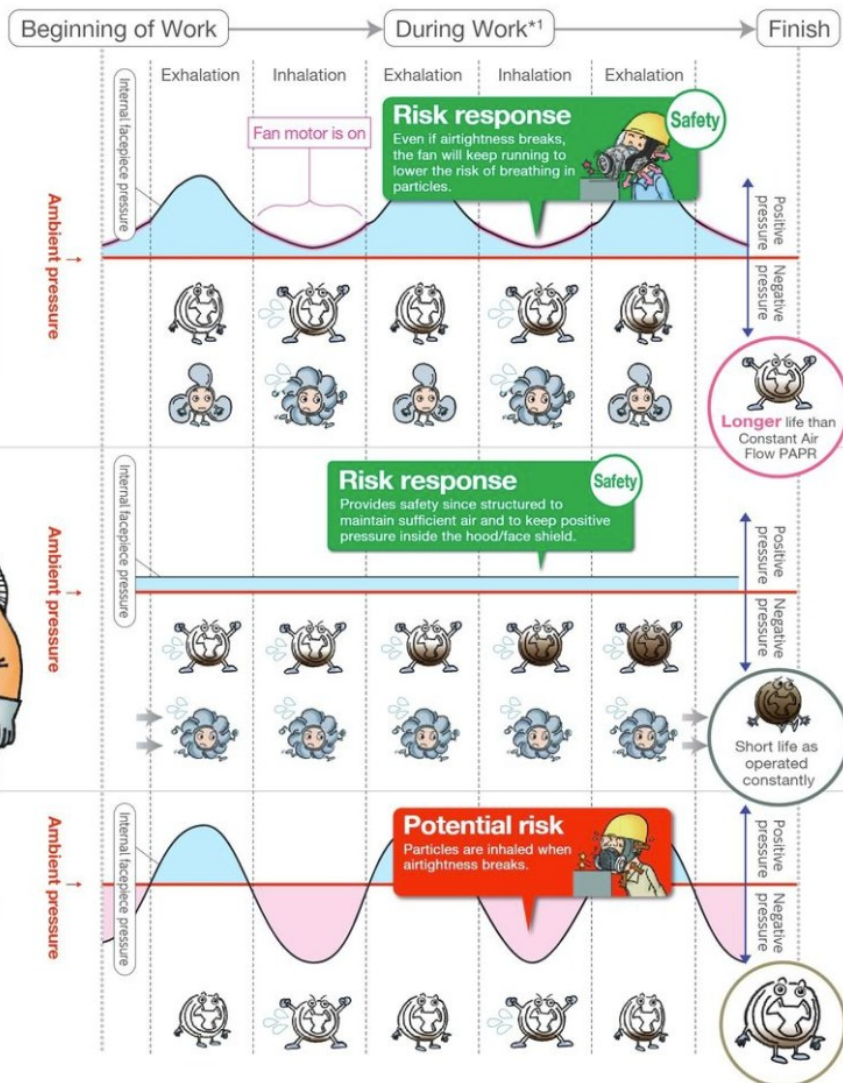 Beginning of Work
During Work*1
Finish
Exhalation
Inhalation
Exhalation
Inhalation
Exhalation
Internal facepiece pressure
Fan motor is on
Risk response
Safety
Even if airtightness breaks,
the fan will keep running to
lower the risk of breathing in
particles.
Ambient pressure
Positive
pressure
Negative
pressure
Longer life than
Constant Air
Flow PAPR
Internal facepiece pressure
Risk response
Safety
Provides safety since structured to
maintain sufficient air and to keep positive
pressure inside the hood/face shield.
Ambient pressure
Positive
pressure
Negative
pressure
Short life as
operated
constantly
Internal facepiece pressure
Potential risk
Particles are inhaled when
airtightness breaks.
Ambient pressure
Positive
pressure
Negative
pressure